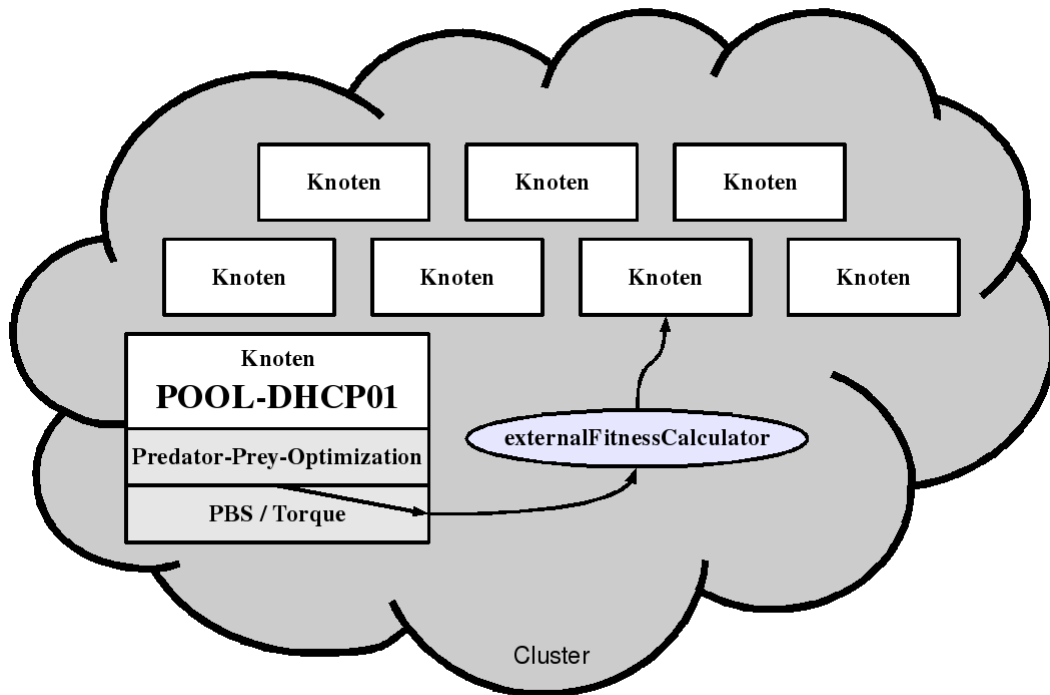 Knoten
Knoten
Knoten
Knoten
Knoten
Knoten
Knoten
Knoten
POOL-DHCP01
Predator-Prey-Optimization
externalFitnessCalculator
PBS / Torque
Cluster